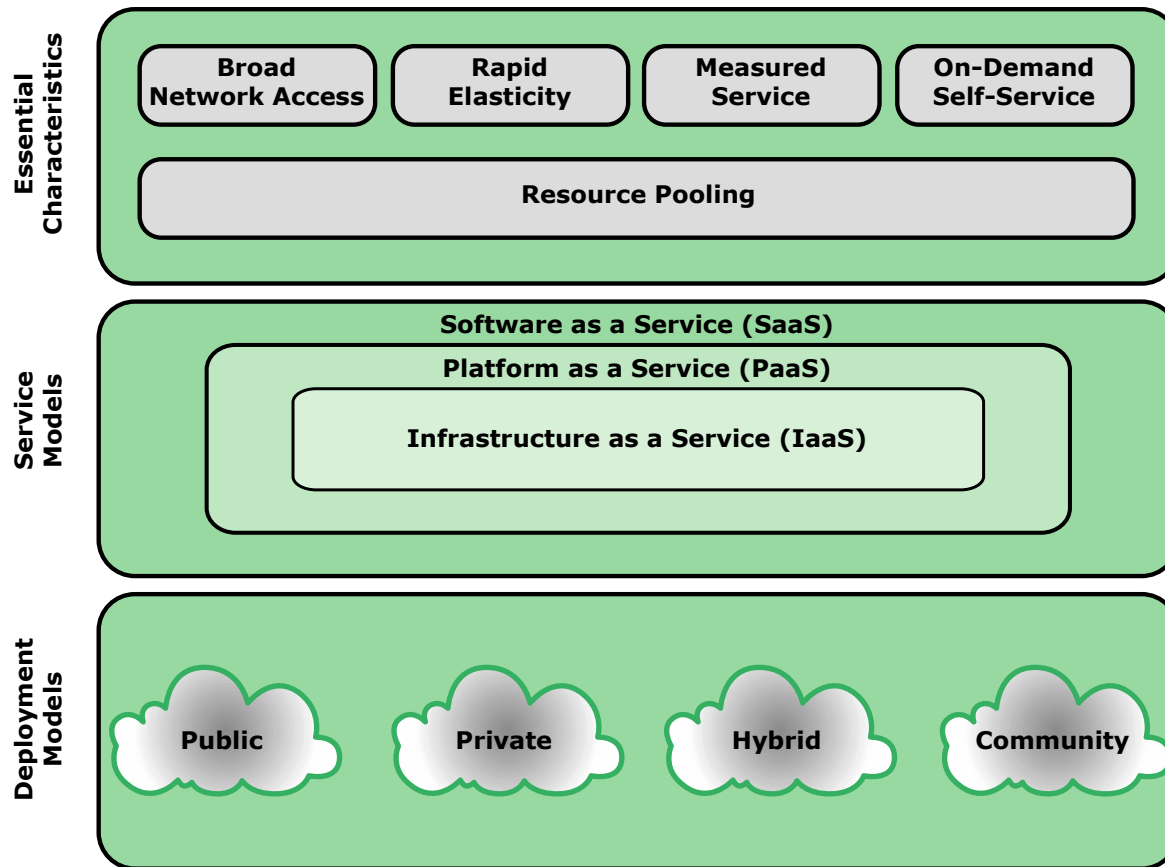 Essential
Characteristics
Broad
Network Access
Rapid
Elasticity
Measured
Service
On-Demand
Self-Service
Resource Pooling
Service
Models
Software as a Service (SaaS)
Platform as a Service (PaaS)
Infrastructure as a Service (IaaS)
Deployment
Models
Public
Private
Hybrid
Community